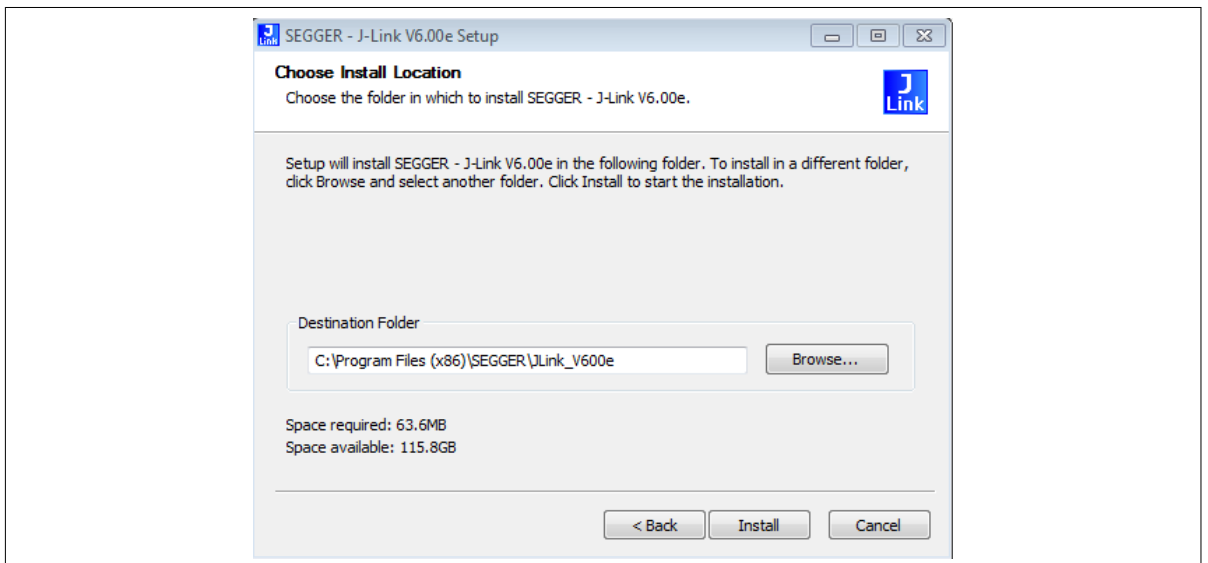 J
Link
SEGGER - J-Link V6.00e Setup
Choose Install Location
Choose the folder in which to install SEGGER - J-Link V6.00e.
J
Link
Setup will install SEGGER - J-Link V6.00e in the following folder. To install in a different folder,
click Browse and select another folder. Click Install to start the installation.
Destination Folder
C:\Program Files (x86)\SEGGER\JLink_V600e
Browse...
Space required: 63.6MB
Space available: 115.8GB
< Back
Install
Cancel